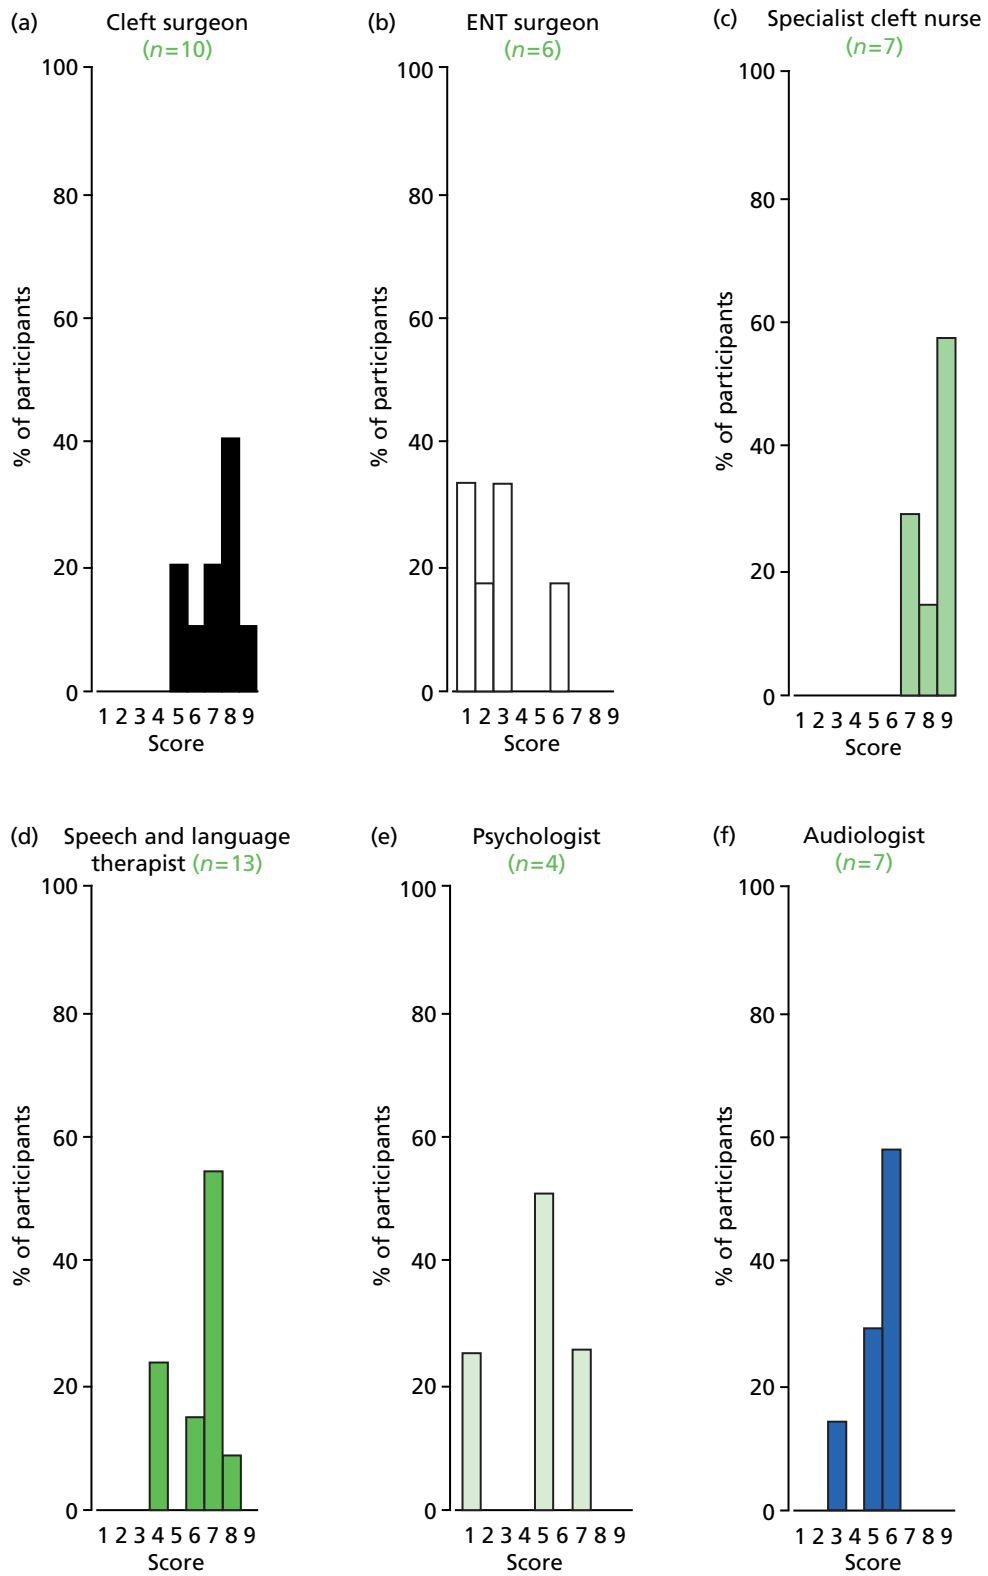 (a) Cleft surgeon
(n=10)
100
80
60
40
20
0
% of participants
1 2 3 4 5 6 7 8 9
Score
(b) ENT surgeon
(n=6)
100
80
60
40
20
0
% of participants
1 2 3 4 5 6 7 8 9
Score
(c) Specialist cleft nurse
(n=7)
100
80
60
40
20
0
% of participants
1 2 3 4 5 6 7 8 9
Score
(d) Speech and language
therapist (n=13)
100
80
60
40
20
0
% of participants
1 2 3 4 5 6 7 8 9
Score
(e) Psychologist
(n=4)
100
80
60
40
20
0
% of participants
1 2 3 4 5 6 7 8 9
Score
(f) Audiologist
(n=7)
100
80
60
40
20
0
% of participants
1 2 3 4 5 6 7 8 9
Score